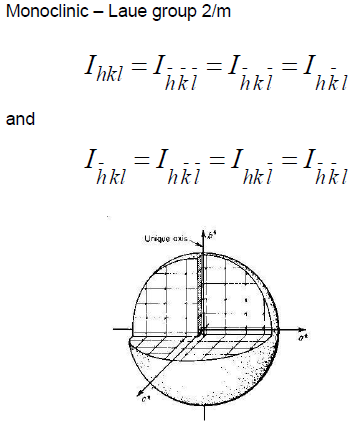 Monoclinic – Laue group 2/m
I_{hkl} = I_{h̄k̄l̄} = I_{h̄kl̄} = I_{hk̄l}
and
I_{h̄kl} = I_{hk̄l̄} = I_{hkl̄} = I_{h̄k̄l}
Unique axis
b*
a*
c*